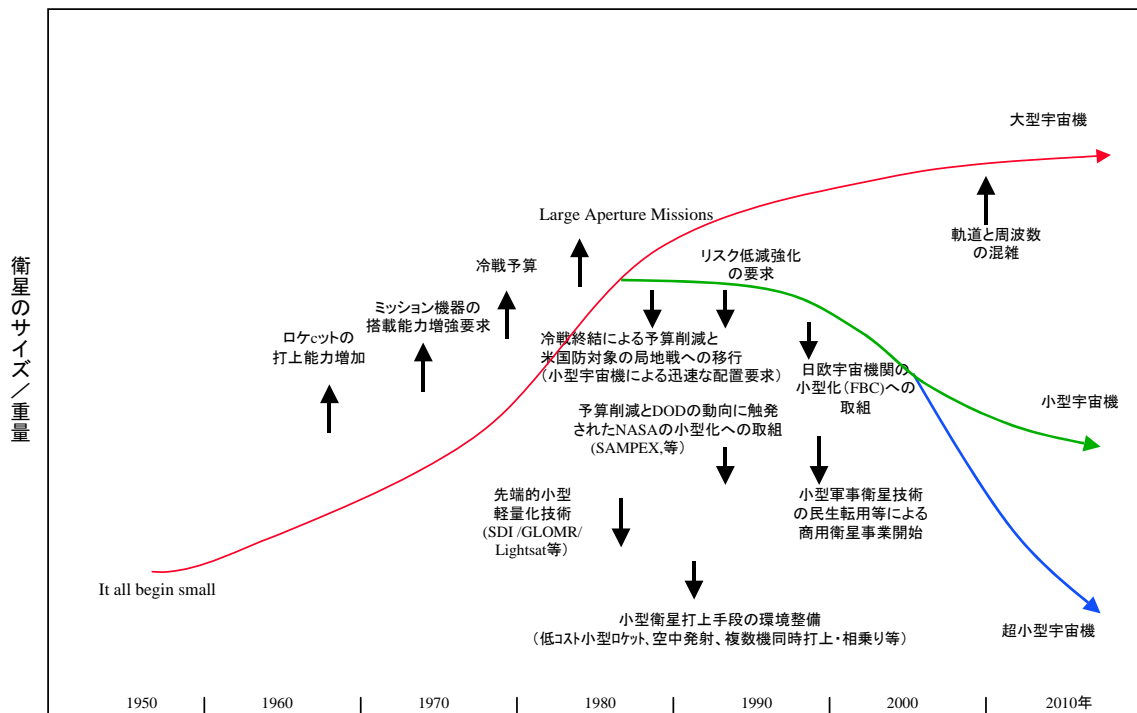 大型宇宙機
Large Aperture Missions
軌道と周波数
の混雑
冷戦予算
リスク低減強化
の要求
ミッション機器の
搭載能力増強要求
ロケcットの
打上能力増加
衛星のサイズ／重量
冷戦終結による予算削減と
米国防対象の局地戦への移行
（小型宇宙機による迅速な配置要求）
日欧宇宙機関の
小型化（FBC）への
取組
小型宇宙機
予算削減とDODの動向に触発
されたNASAの小型化への取組
(SAMPEX,等）
先端的小型
軽量化技術
(SDI /GLOMR/
Lightsat等）
小型軍事衛星技術
の民生転用等による
商用衛星事業開始
It all begin small
小型衛星打上手段の環境整備
（低コスト小型ロケット、空中発射、複数機同時打上・相乗り等）
超小型宇宙機
1950 | 1960 | 1970 | 1980 | 1990 | 2000 | 2010年